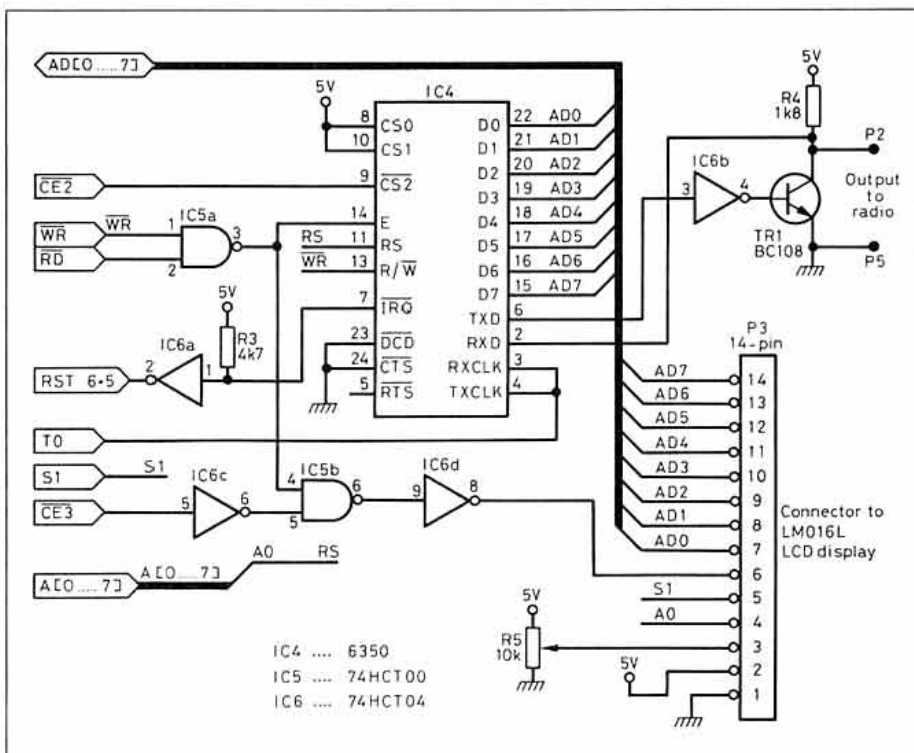 AD[0.....7]
5V
IC4
8 CS0 D0 22 AD0
10 CS1 D1 21 AD1
D2 20 AD2
CE2
9 CS2 D3 19 AD3
D4 18 AD4
IC5a
14 E D5 17 AD5
WR WR 1
RS 11 RS D6 16 AD6
RD 2 3
WR 13 R/W D7 15 AD7
7 IRQ TXD 6
5V
R3
4k7
23 DCD RXD 2
24 CTS RXCLK 3
5 RTS TXCLK 4
IC6a
RST 6·5 2 1
T0
S1 S1
IC6c
CE3 5 6
IC5b
4 5 6
IC6d
9 8
A[0.....7] A[0.....7] A0 RS
5V
R4
1k8
P2
IC6b
3 4
Output
to
radio
TR1
BC108
P5
P3
14-pin
AD7 14
AD6 13
AD5 12
AD4 11
AD3 10
AD2 9
AD1 8
AD0 7
6
S1 5
A0 4
3
2
1
Connector to
LM016L
LCD display
5V
R5
10k
5V
IC4 .... 6350
IC5 .... 74HCT00
IC6 .... 74HCT04